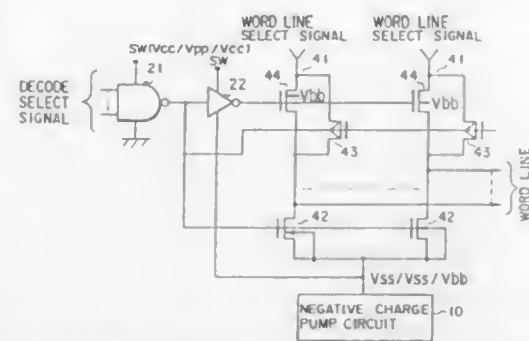 WORD LINE
SELECT SIGNAL
WORD LINE
SELECT SIGNAL
SW(Vcc/Vpp/Vcc)
SW
41
41
21
22
44
44
DECODE
SELECT
SIGNAL
Vbb
Vbb
43
43
WORD LINE
42
42
Vss/Vss/Vbb
NEGATIVE CHARGE
PUMP CIRCUIT
10